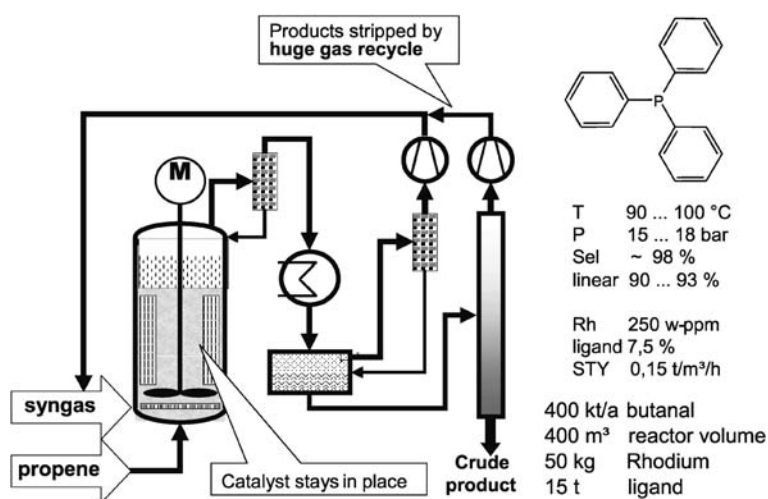 Products stripped by
huge gas recycle
M
P
T 90 ... 100 °C
P 15 ... 18 bar
Sel ~ 98 %
linear 90 ... 93 %
Rh 250 w-ppm
ligand 7,5 %
STY 0,15 t/m³/h
400 kt/a butanal
400 m³ reactor volume
50 kg Rhodium
15 t ligand
syngas
propene
Catalyst stays in place
Crude
product